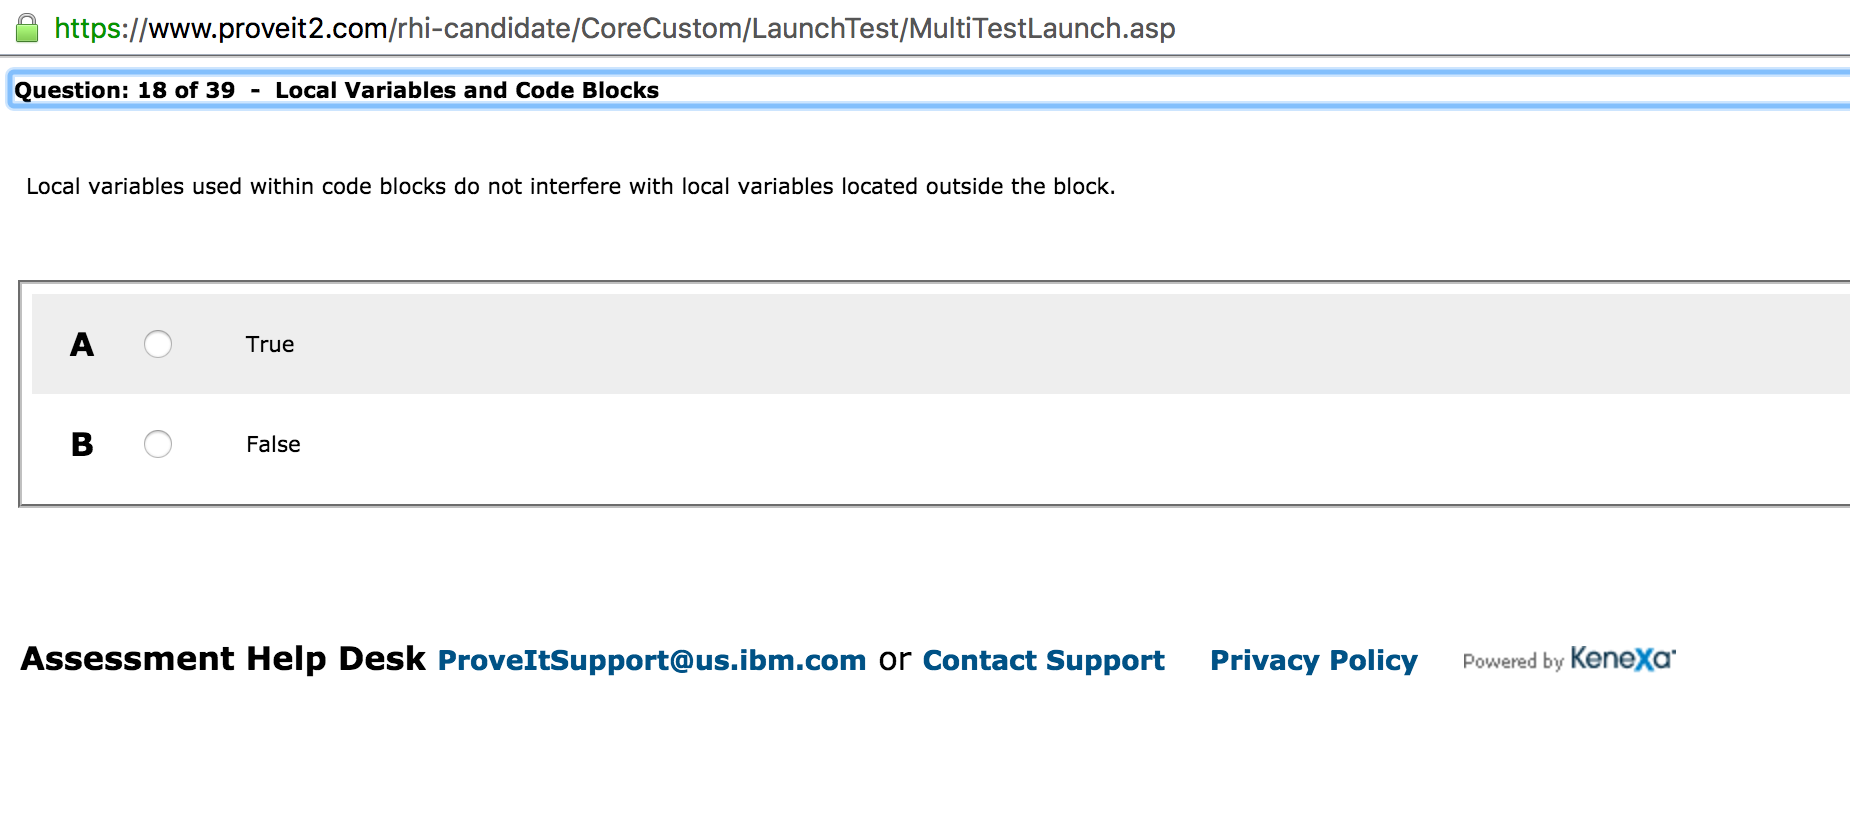 https://www.proveit2.com/rhi-candidate/CoreCustom/LaunchTest/MultiTestLaunch.asp
Question: 18 of 39 - Local Variables and Code Blocks
Local variables used within code blocks do not interfere with local variables located outside the block.
A True
B False
Assessment Help Desk ProveItSupport@us.ibm.com or Contact Support Privacy Policy Powered by Kenexa